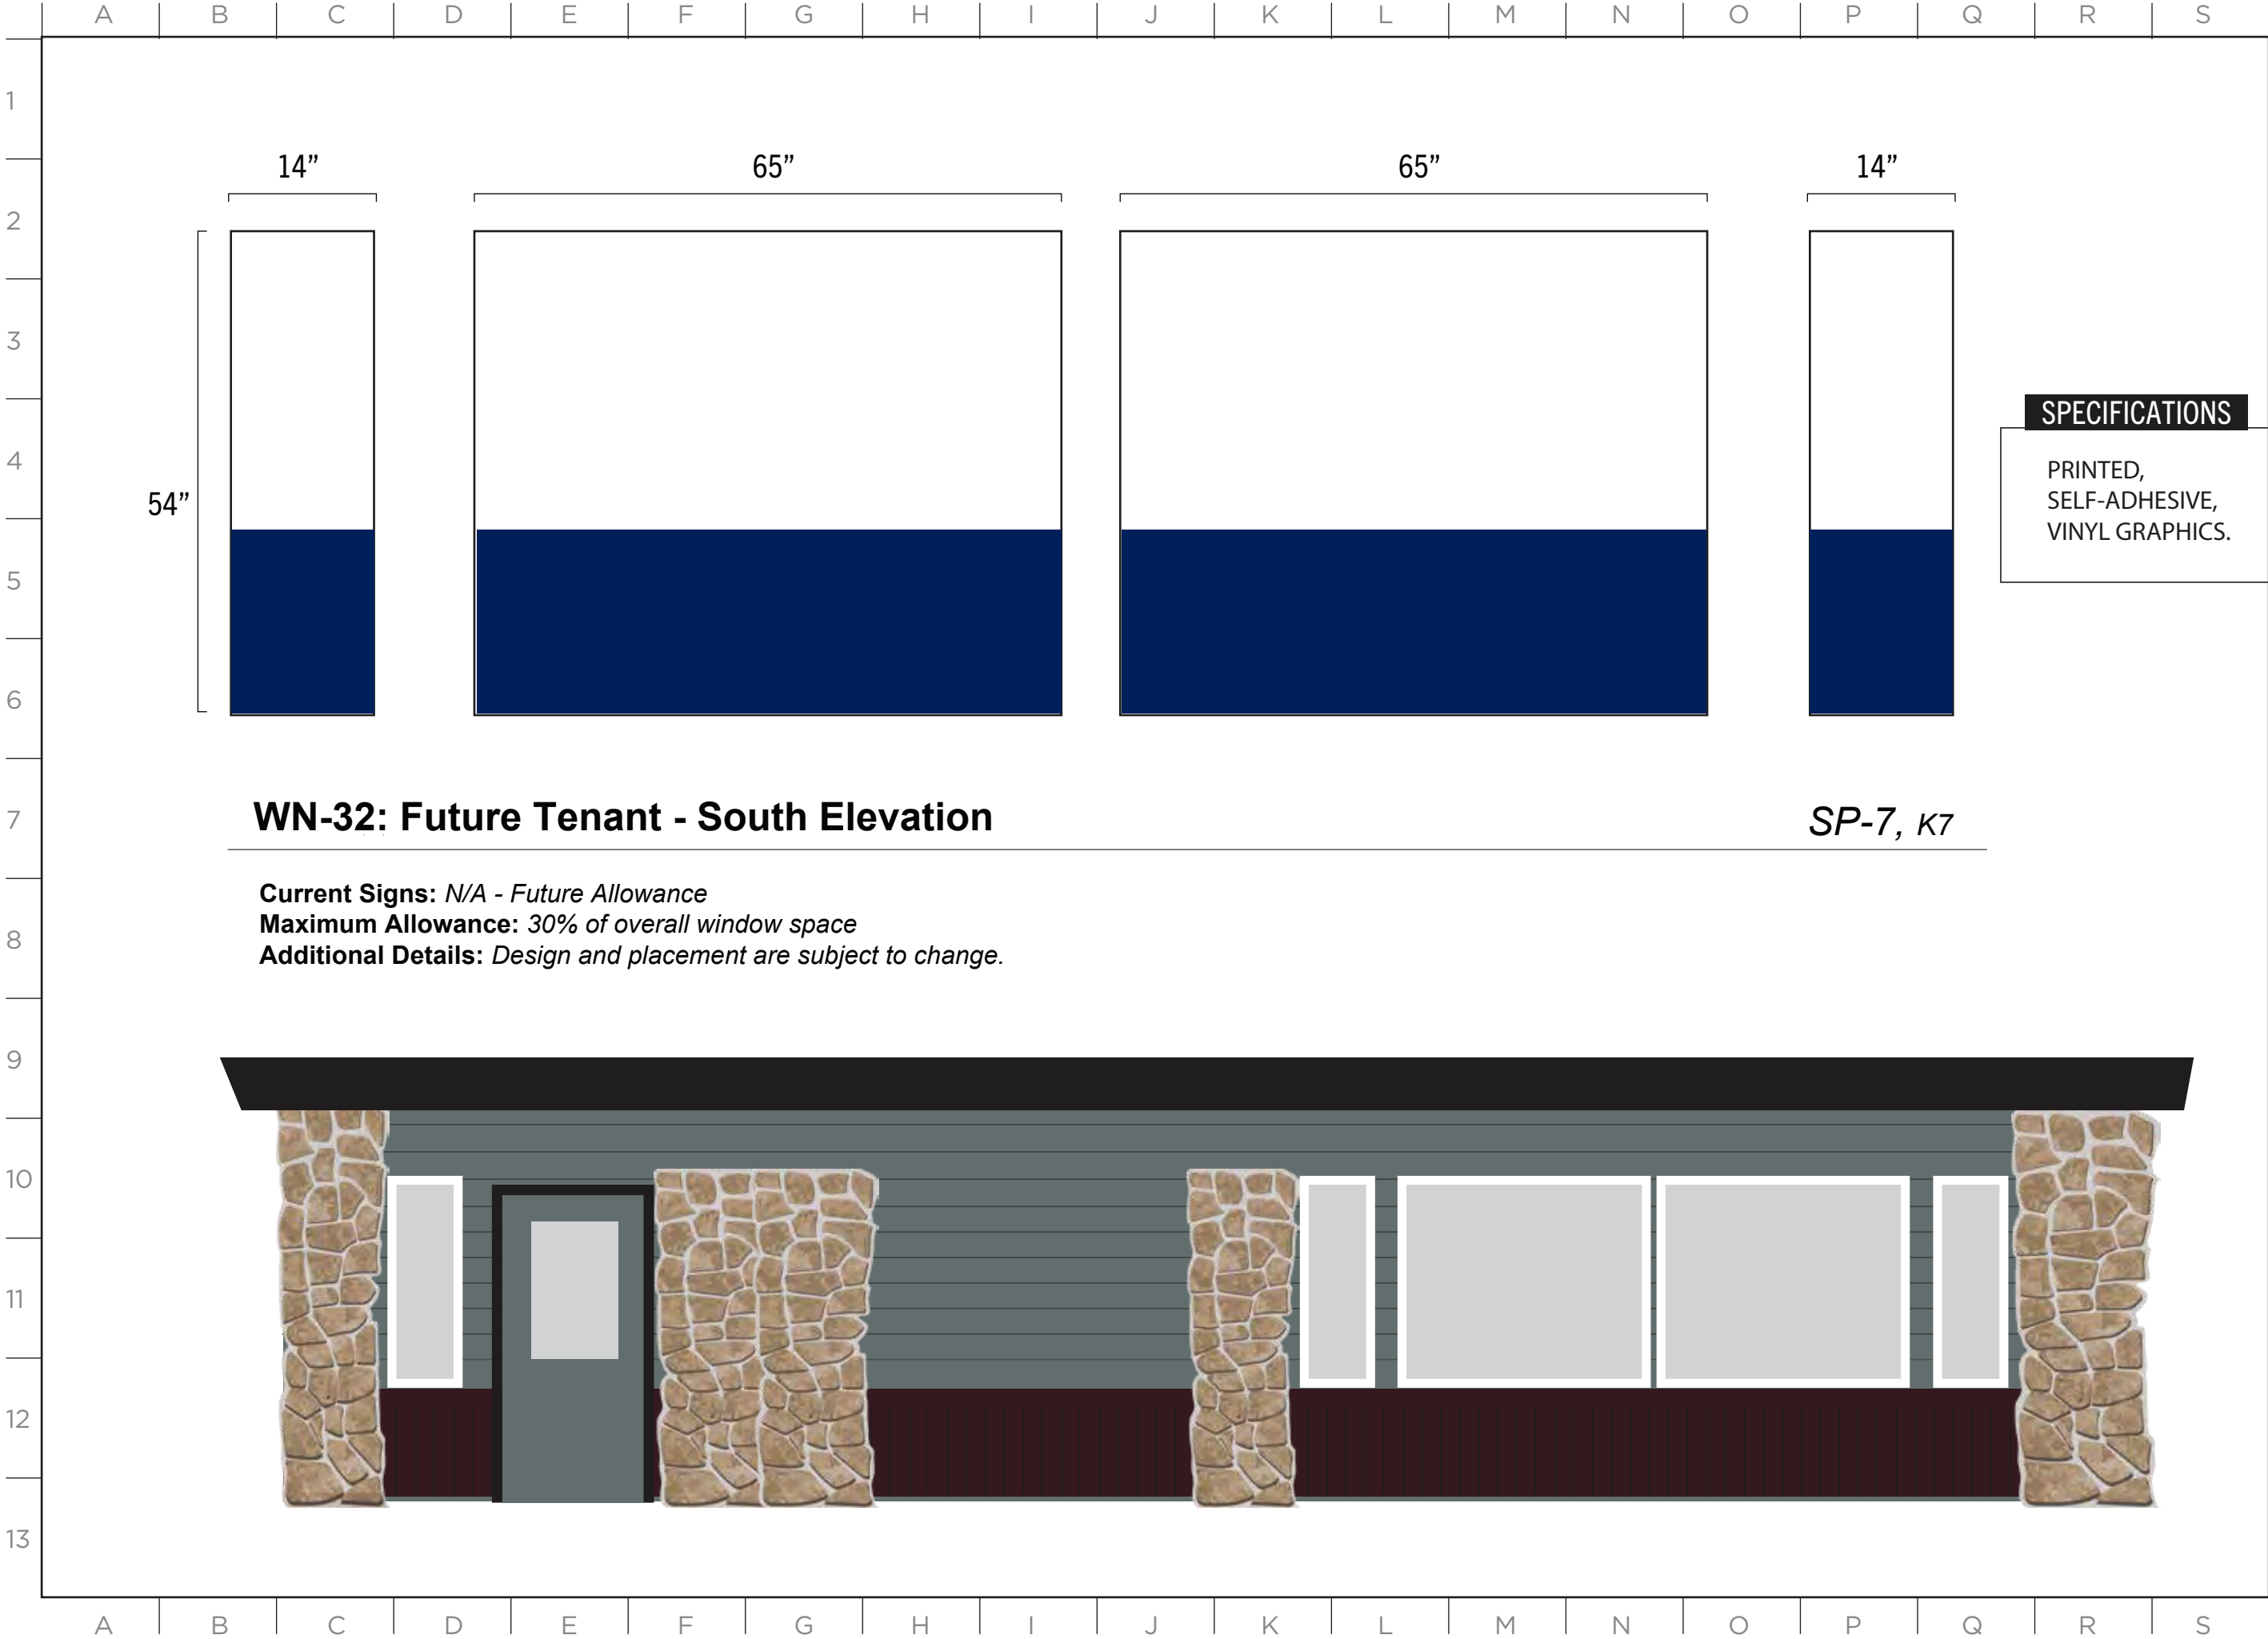 A B C D E F G H I J K L M N O P Q R S
1
14” 65” 65” 14”
2
3
SPECIFICATIONS
4
PRINTED,
54”
SELF-ADHESIVE,
VINYL GRAPHICS.
5
6
7
WN-32: Future Tenant - South Elevation
SP-7, K7
Current Signs: N/A - Future Allowance
Maximum Allowance: 30% of overall window space
8
Additional Details: Design and placement are subject to change.
9
10
11
12
13
A B C D E F G H I J K L M N O P Q R S